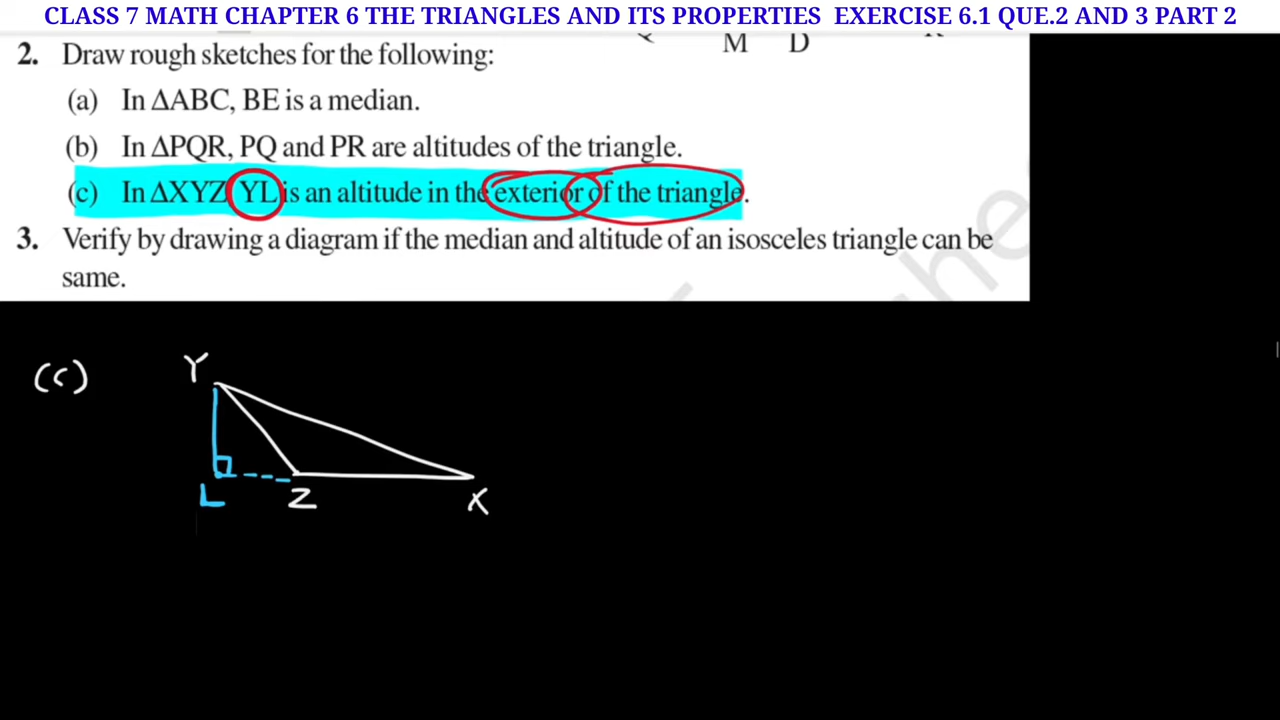 CLASS 7 MATH CHAPTER 6 THE TRIANGLES AND ITS PROPERTIES EXERCISE 6.1 QUE.2 AND 3 PART 2
M D
2. Draw rough sketches for the following:
(a) In ΔABC, BE is a median.
(b) In ΔPQR, PQ and PR are altitudes of the triangle.
(c) In ΔXYZ YL is an altitude in the exterior of the triangle.
3. Verify by drawing a diagram if the median and altitude of an isosceles triangle can be
same.
(c) Y
L Z X